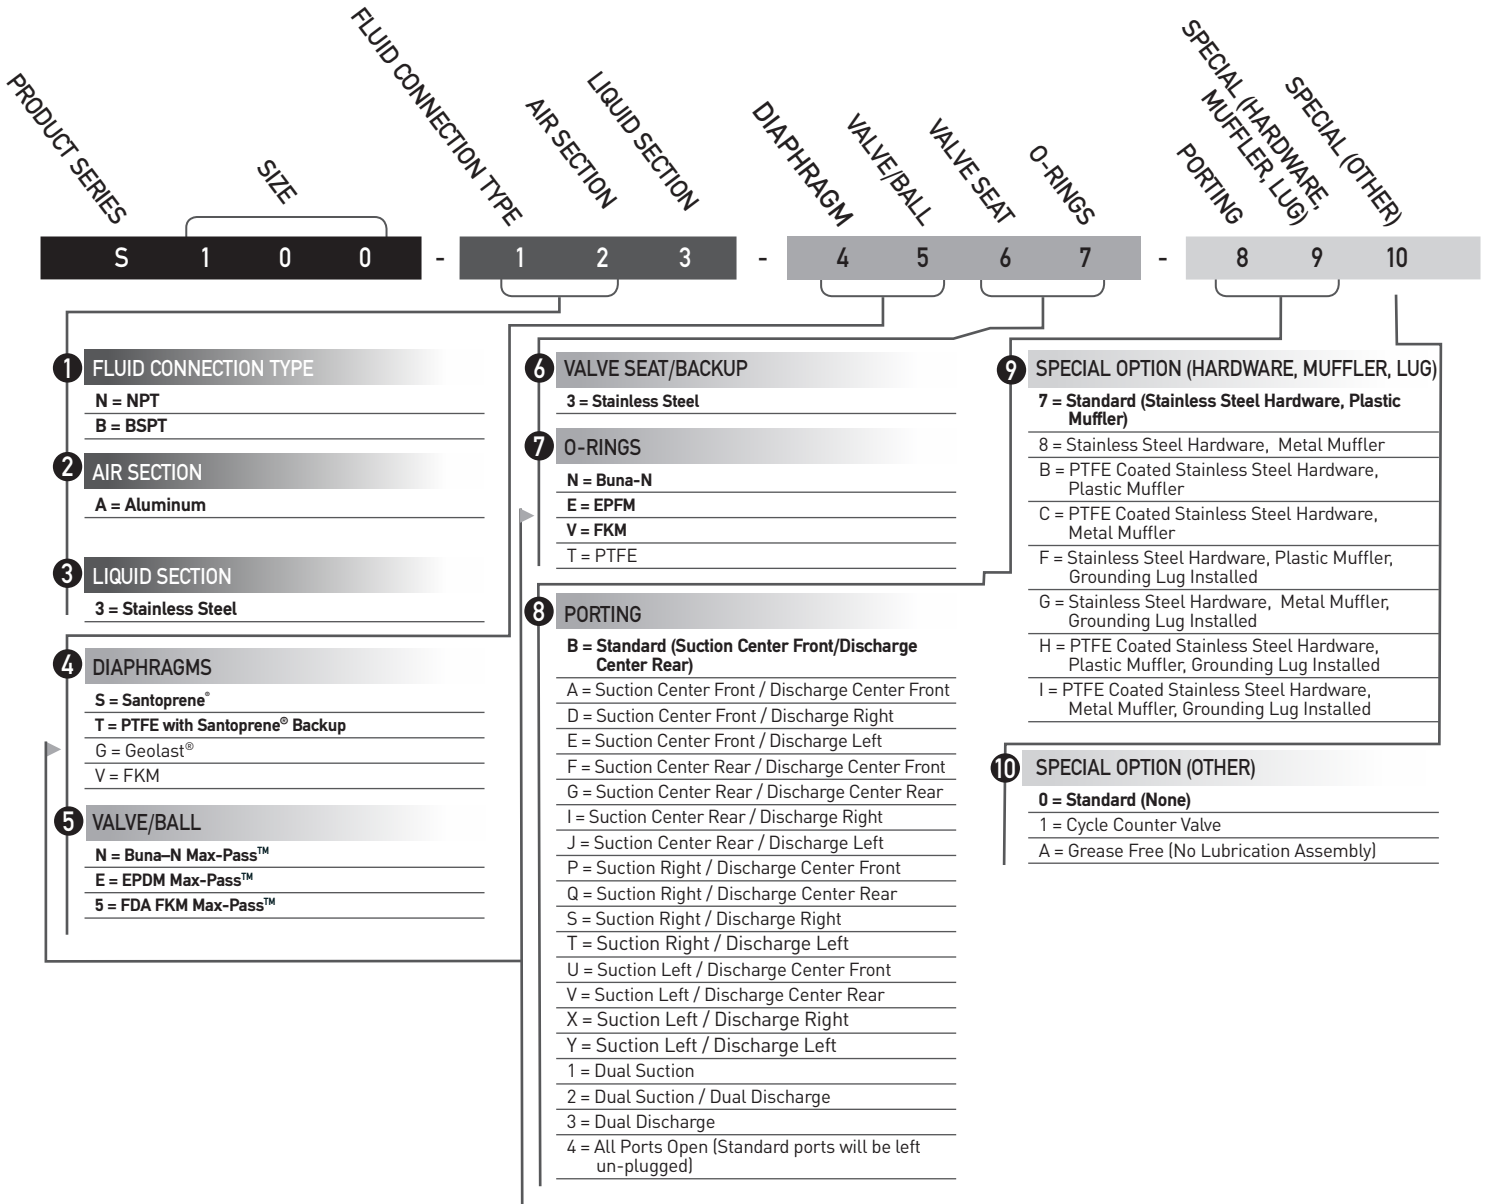 PRODUCT SERIES
SIZE
FLUID CONNECTION TYPE
AIR SECTION
LIQUID SECTION
DIAPHRAGM
VALVE/BALL
VALVE SEAT
O-RINGS
PORTING
SPECIAL (HARDWARE,
MUFFLER, LUG)
SPECIAL (OTHER)
S 1 0 0 - 1 2 3 - 4 5 6 7 - 8 9 10
1 FLUID CONNECTION TYPE
N = NPT
B = BSPT
2 AIR SECTION
A = Aluminum
3 LIQUID SECTION
3 = Stainless Steel
4 DIAPHRAGMS
S = Santoprene®
T = PTFE with Santoprene® Backup
G = Geolast®
V = FKM
5 VALVE/BALL
N = Buna–N Max-Pass™
E = EPDM Max-Pass™
5 = FDA FKM Max-Pass™
6 VALVE SEAT/BACKUP
3 = Stainless Steel
7 O-RINGS
N = Buna-N
E = EPFM
V = FKM
T = PTFE
8 PORTING
B = Standard (Suction Center Front/Discharge
Center Rear)
A = Suction Center Front / Discharge Center Front
D = Suction Center Front / Discharge Right
E = Suction Center Front / Discharge Left
F = Suction Center Rear / Discharge Center Front
G = Suction Center Rear / Discharge Center Rear
I = Suction Center Rear / Discharge Right
J = Suction Center Rear / Discharge Left
P = Suction Right / Discharge Center Front
Q = Suction Right / Discharge Center Rear
S = Suction Right / Discharge Right
T = Suction Right / Discharge Left
U = Suction Left / Discharge Center Front
V = Suction Left / Discharge Center Rear
X = Suction Left / Discharge Right
Y = Suction Left / Discharge Left
1 = Dual Suction
2 = Dual Suction / Dual Discharge
3 = Dual Discharge
4 = All Ports Open (Standard ports will be left
un-plugged)
9 SPECIAL OPTION (HARDWARE, MUFFLER, LUG)
7 = Standard (Stainless Steel Hardware, Plastic
Muffler)
8 = Stainless Steel Hardware, Metal Muffler
B = PTFE Coated Stainless Steel Hardware,
Plastic Muffler
C = PTFE Coated Stainless Steel Hardware,
Metal Muffler
F = Stainless Steel Hardware, Plastic Muffler,
Grounding Lug Installed
G = Stainless Steel Hardware, Metal Muffler,
Grounding Lug Installed
H = PTFE Coated Stainless Steel Hardware,
Plastic Muffler, Grounding Lug Installed
I = PTFE Coated Stainless Steel Hardware,
Metal Muffler, Grounding Lug Installed
10 SPECIAL OPTION (OTHER)
0 = Standard (None)
1 = Cycle Counter Valve
A = Grease Free (No Lubrication Assembly)